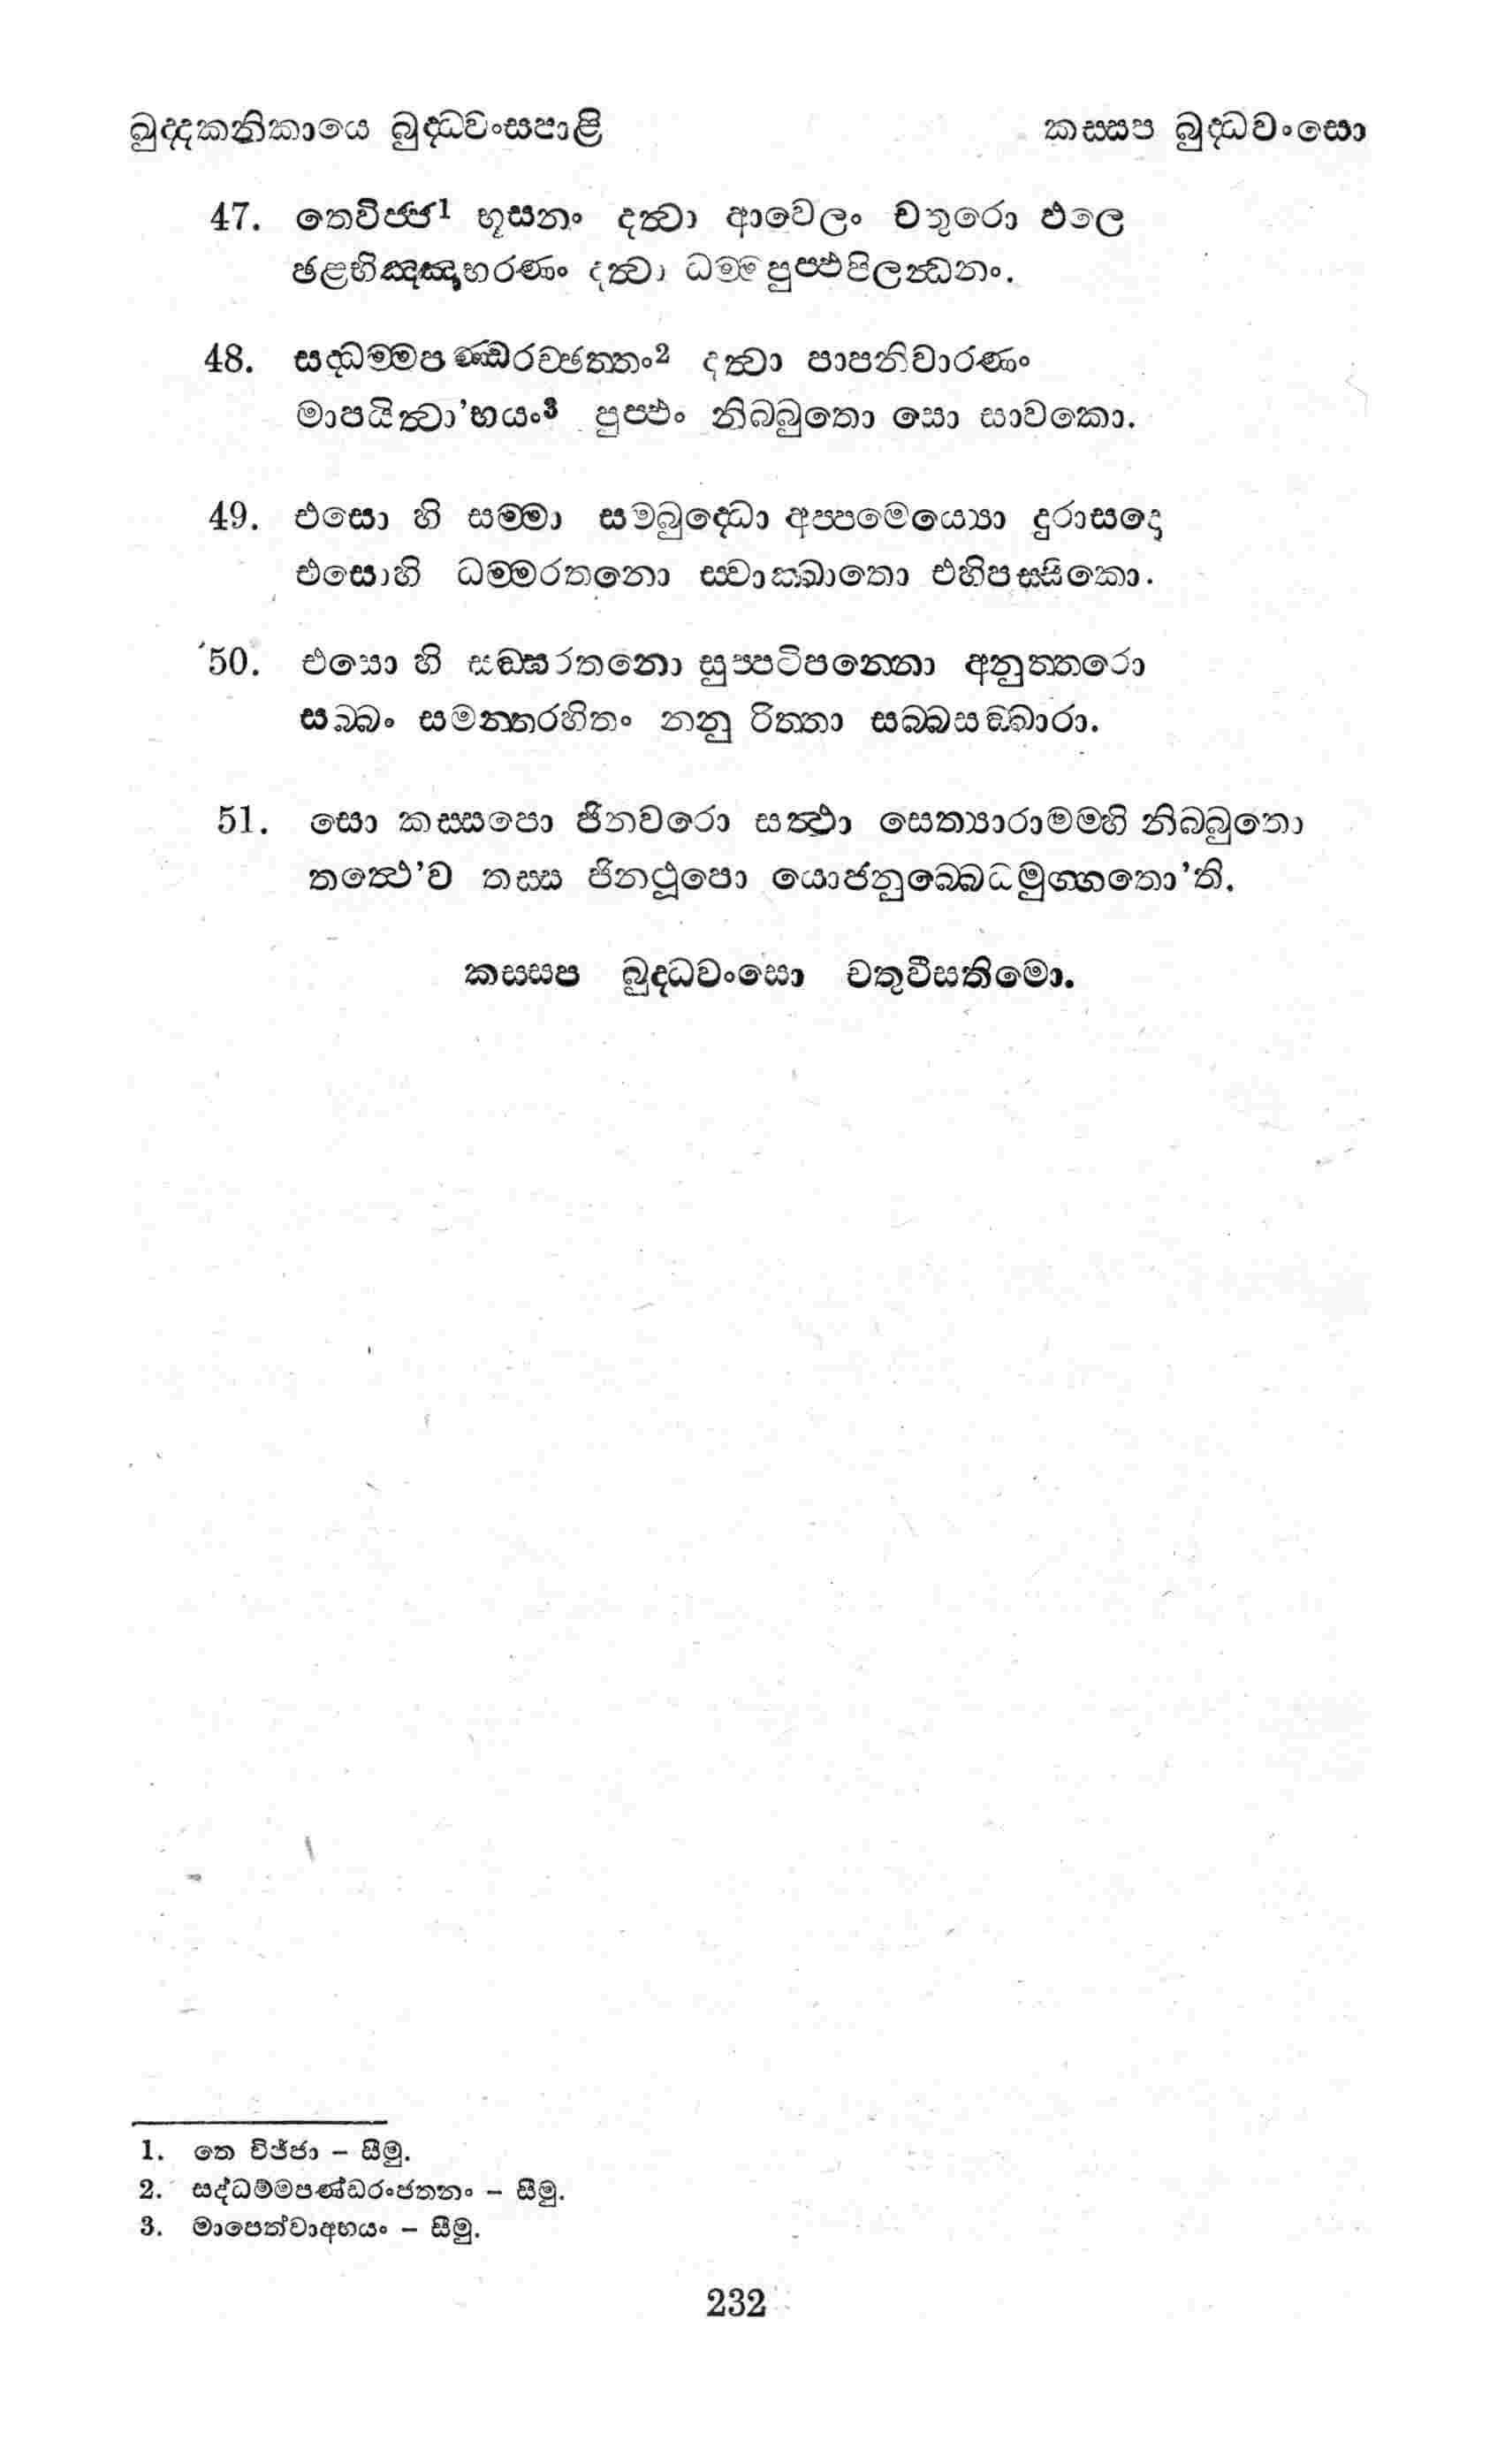 ඛුද්දකනිකායෙ බුද්ධවංසපාළි කස්සප බුද්ධවංසො
47. තෙවිජ්ජ1 භූසනං දත්වා ආවෙලං චතුරො ඵලෙ
ඡළභිඤ්ඤාභරණං දත්වා ධම්මපුප්ඵපිලන්ධනං.
48. සද්ධම්මපණ්ඩරච්ඡත්තං2 දත්වා පාපනිවාරණං
මාපයිත්වා'භයං3 පුප්ඵං නිබ්බුතො සො සාවකො.
49. එසො හි සම්මා සම්බුද්ධො අප්පමෙය්‍යො දුරාසදො
එසොහි ධම්මරතනො ස්වාක්ඛාතො එහිපස්සිකො.
50. එසො හි සඞ්ඝරතනො සුප්පටිපන්නො අනුත්තරො
සබ්බං සමන්තරහිතං නනු රිත්තා සබ්බසඞ්ඛාරා.
51. සො කස්සපො ජිනවරො සත්ථා සෙත්‍යාරාමම්හි නිබ්බුතො
තත්ථෙ'ව තස්ස ජිනථූපො යොජනුබ්බෙධමුග්ගතො'ති.
කස්සප බුද්ධවංසො චතුවීසතිමො.
1. තෙ විජ්ජා – සීමු.
2. සද්ධම්මපණ්ඩරංජතනං – සීමු.
3. මාපෙත්වාඅභයං – සීමු.
232